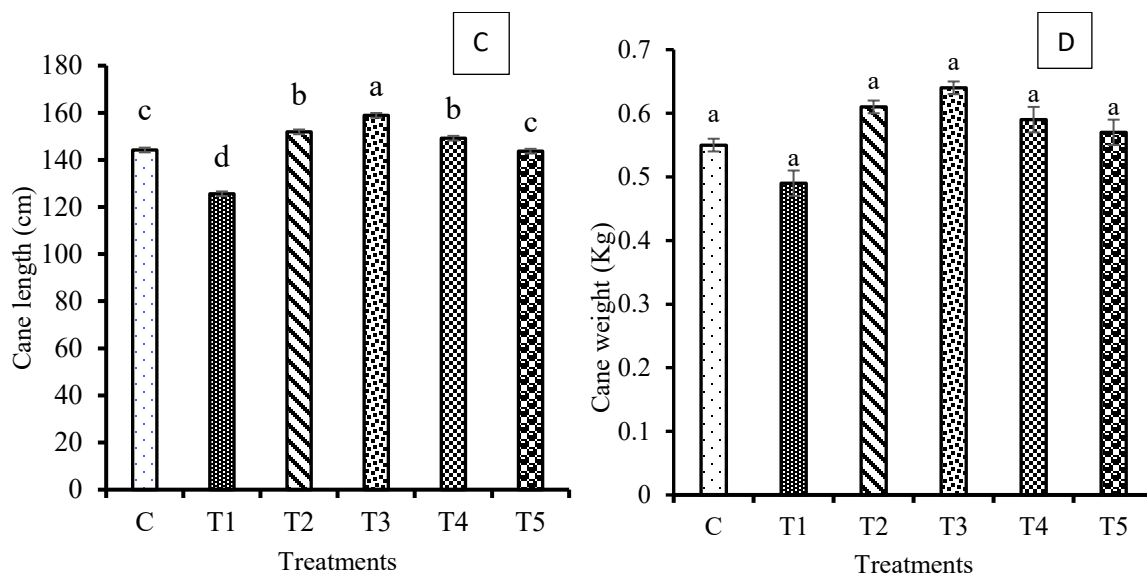 C
180
160
140
120
100
80
60
40
20
0
Cane length (cm)
c
d
b
a
b
c
C T1 T2 T3 T4 T5
Treatments
D
0.7
0.6
0.5
0.4
0.3
0.2
0.1
0
Cane weight (Kg)
a
a
a
a
a
a
C T1 T2 T3 T4 T5
Treatments